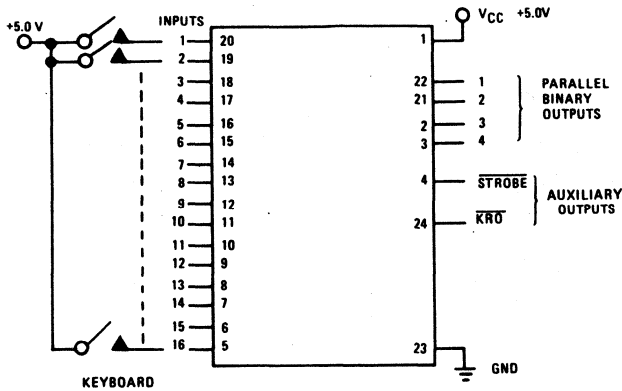 +5.0 V
INPUTS
1 20
2 19
3 18
4 17
5 16
6 15
7 14
8 13
9 12
10 11
11 10
12 9
13 8
14 7
15 6
16 5
KEYBOARD
1 VCC +5.0V
22 1
21 2
2 3
3 4
PARALLEL
BINARY
OUTPUTS
4 STROBE
24 KRO
AUXILIARY
OUTPUTS
23 GND